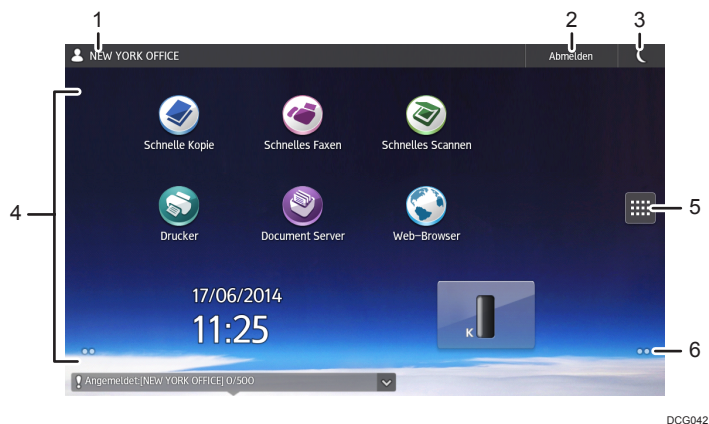 1 2 3
NEW YORK OFFICE Abmelden
Schnelle Kopie Schnelles Faxen Schnelles Scannen
4 5
Drucker Document Server Web-Browser
17/06/2014
11:25
K
6
Angemeldet:[NEW YORK OFFICE] 0/500
DCG042